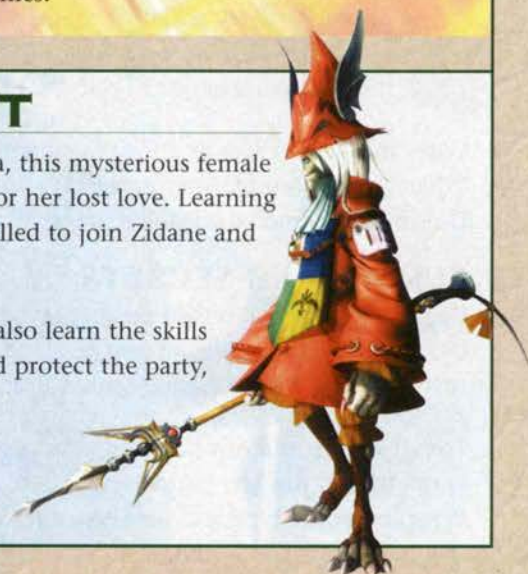 T
, this mysterious female
or her lost love. Learning
lled to join Zidane and
also learn the skills
d protect the party,